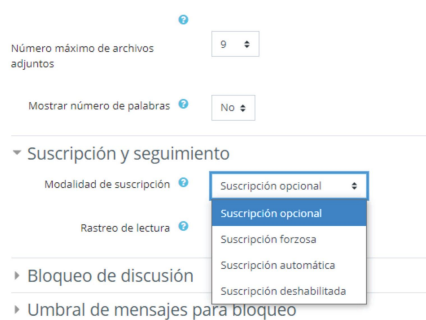 Número máximo de archivos
adjuntos
9
Mostrar número de palabras
No
Suscripción y seguimiento
Modalidad de suscripción
Suscripción opcional
Suscripción opcional
Suscripción forzosa
Suscripción automática
Suscripción deshabilitada
Rastreo de lectura
Bloqueo de discusión
Umbral de mensajes para bloqueo